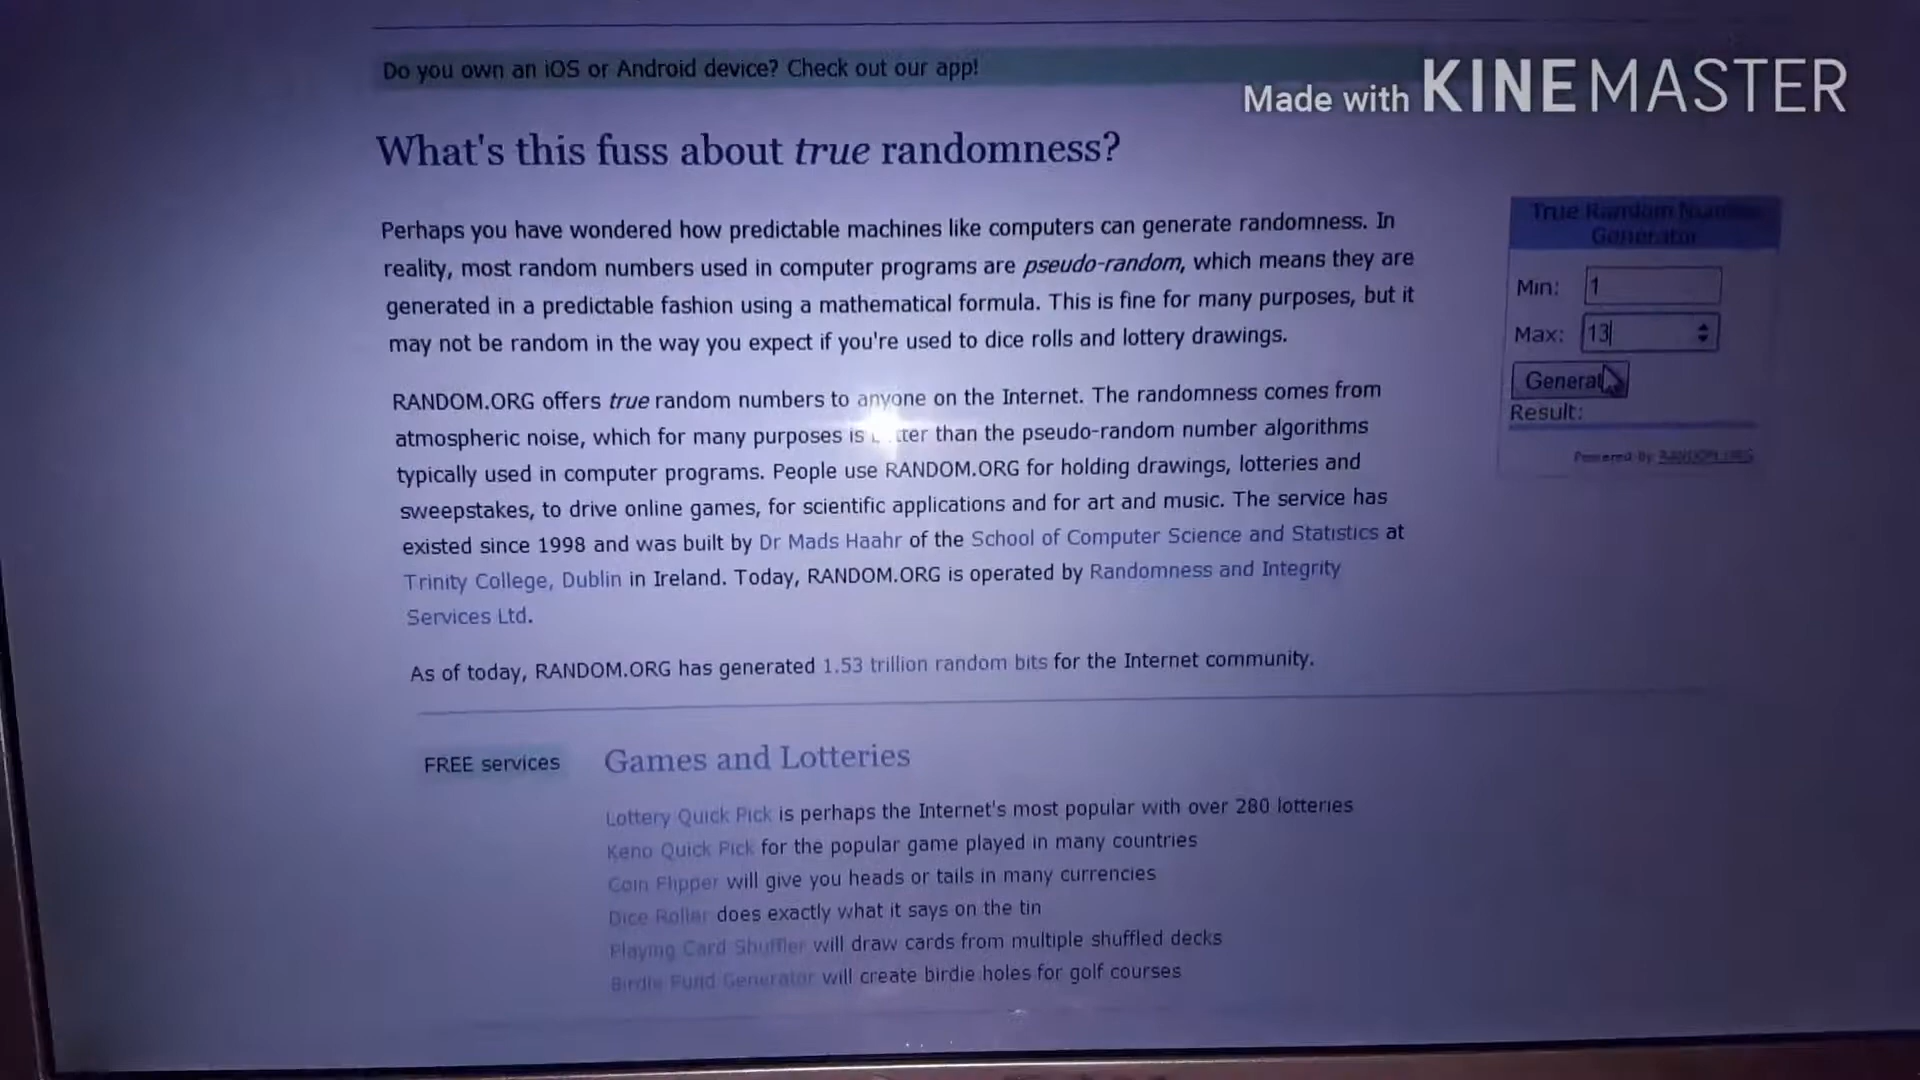 Do you own an iOS or Android device? Check out our app!
Made with KINEMASTER
What's this fuss about true randomness?
Perhaps you have wondered how predictable machines like computers can generate randomness. In
reality, most random numbers used in computer programs are pseudo-random, which means they are
generated in a predictable fashion using a mathematical formula. This is fine for many purposes, but it
may not be random in the way you expect if you're used to dice rolls and lottery drawings.
RANDOM.ORG offers true random numbers to anyone on the Internet. The randomness comes from
atmospheric noise, which for many purposes is better than the pseudo-random number algorithms
typically used in computer programs. People use RANDOM.ORG for holding drawings, lotteries and
sweepstakes, to drive online games, for scientific applications and for art and music. The service has
existed since 1998 and was built by Dr Mads Haahr of the School of Computer Science and Statistics at
Trinity College, Dublin in Ireland. Today, RANDOM.ORG is operated by Randomness and Integrity
Services Ltd.
As of today, RANDOM.ORG has generated 1.53 trillion random bits for the Internet community.
True Random Number
Generator
Min: 1
Max: 13
Generate
Result:
Powered by RANDOM.ORG
FREE services
Games and Lotteries
Lottery Quick Pick is perhaps the Internet's most popular with over 280 lotteries
Keno Quick Pick for the popular game played in many countries
Coin Flipper will give you heads or tails in many currencies
Dice Roller does exactly what it says on the tin
Playing Card Shuffler will draw cards from multiple shuffled decks
Birdie Fund Generator will create birdie holes for golf courses